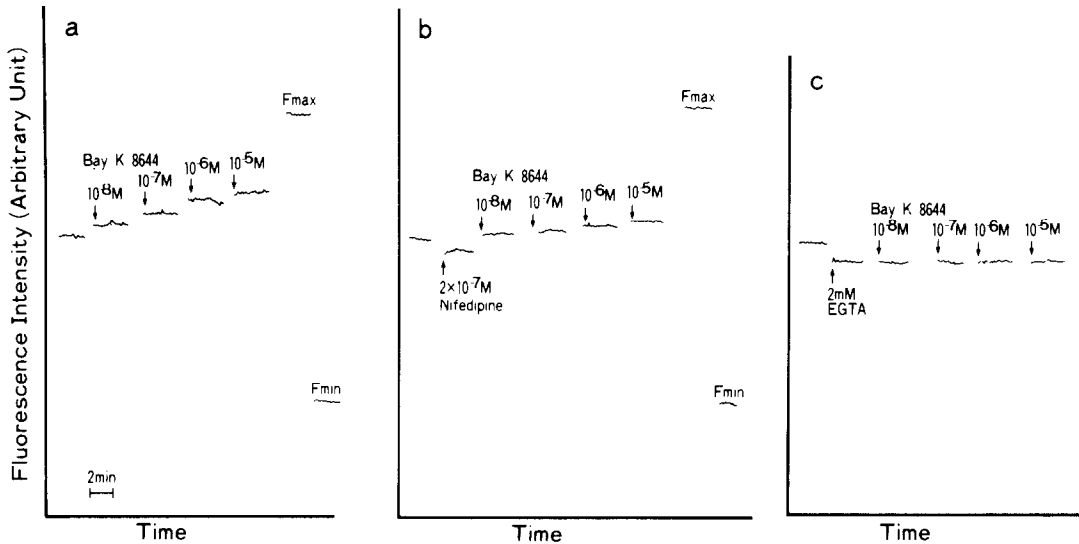 Fluorescence Intensity (Arbitrary Unit)
a
Fmax
Bay K 8644
10⁻⁸M
10⁻⁷M
10⁻⁶M
10⁻⁵M
Fmin
2min
Time
b
Fmax
Bay K 8644
10⁻⁸M
10⁻⁷M
10⁻⁶M
10⁻⁵M
2×10⁻⁷M
Nifedipine
Fmin
Time
c
Bay K 8644
10⁻⁸M
10⁻⁷M
10⁻⁶M
10⁻⁵M
2mM
EGTA
Time